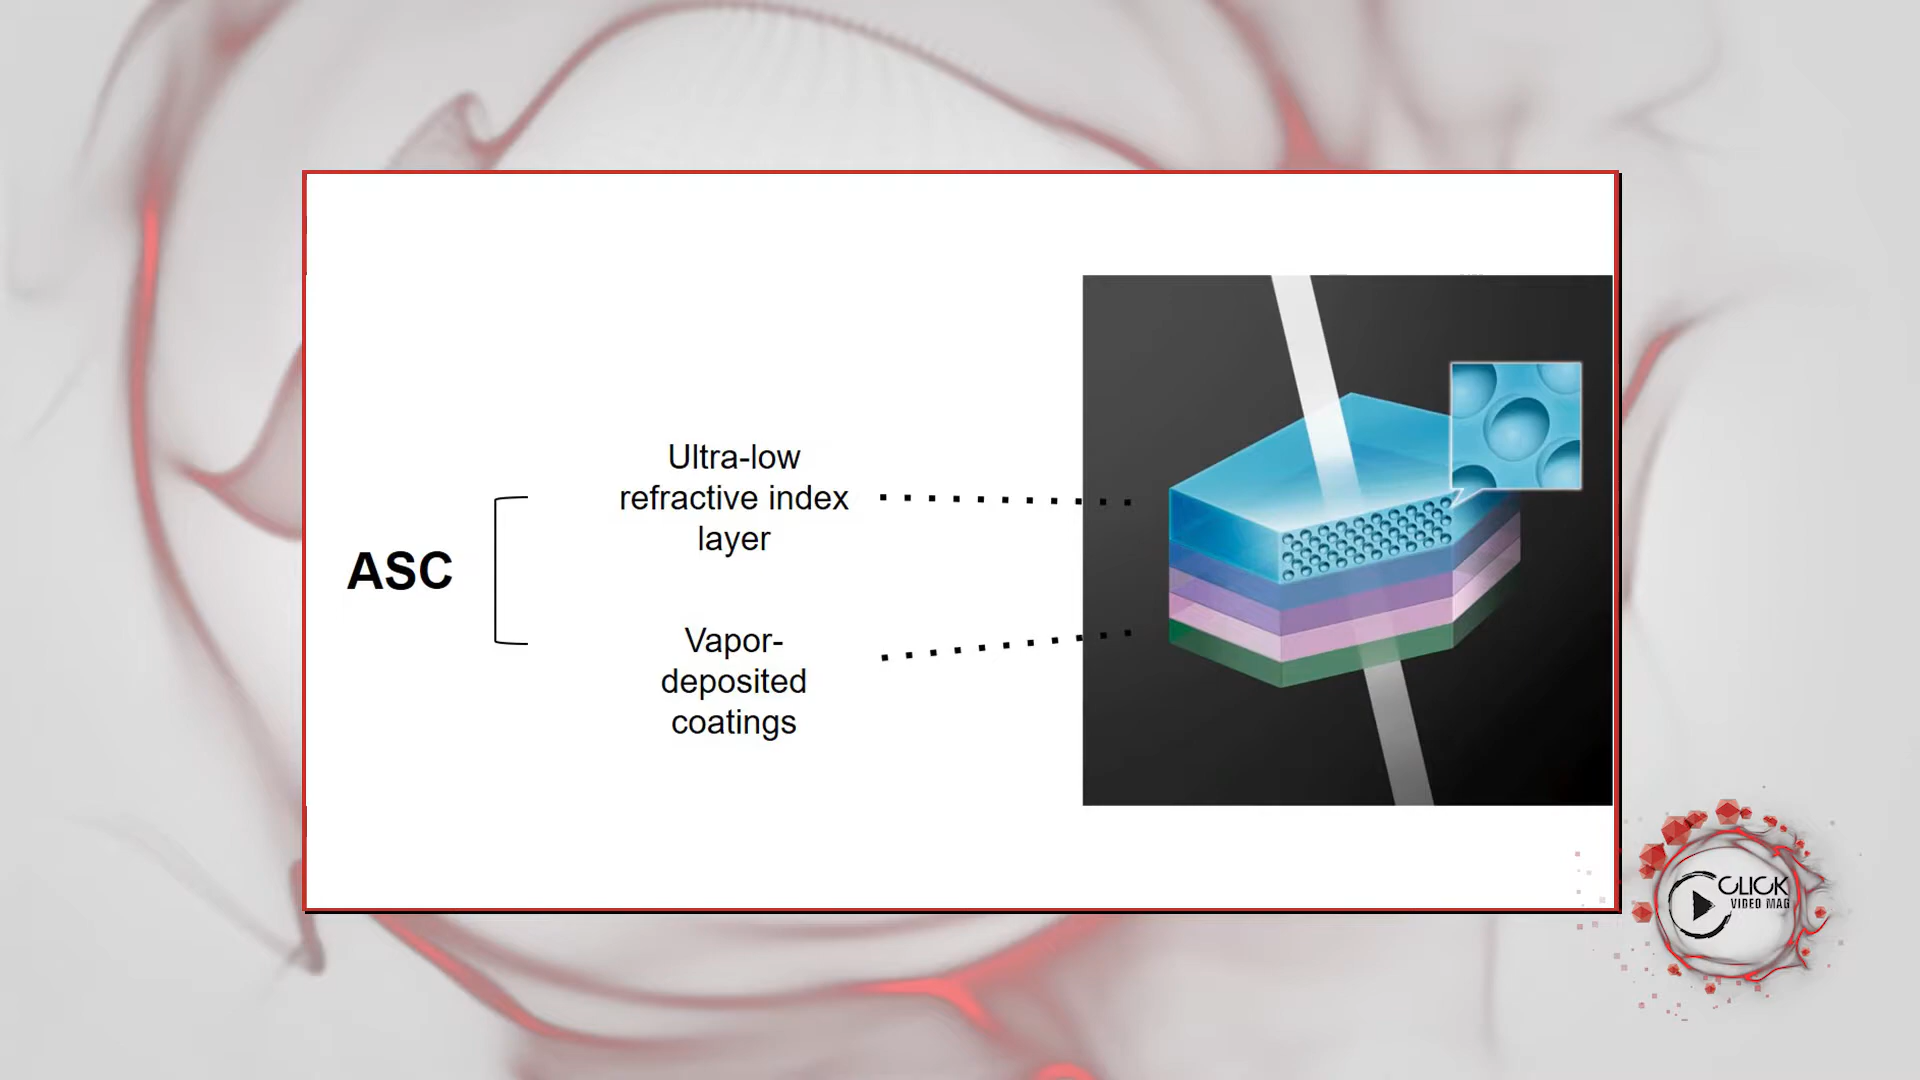 ASC
Ultra-low
refractive index
layer
Vapor-
deposited
coatings
CLICK
VIDEO MAG